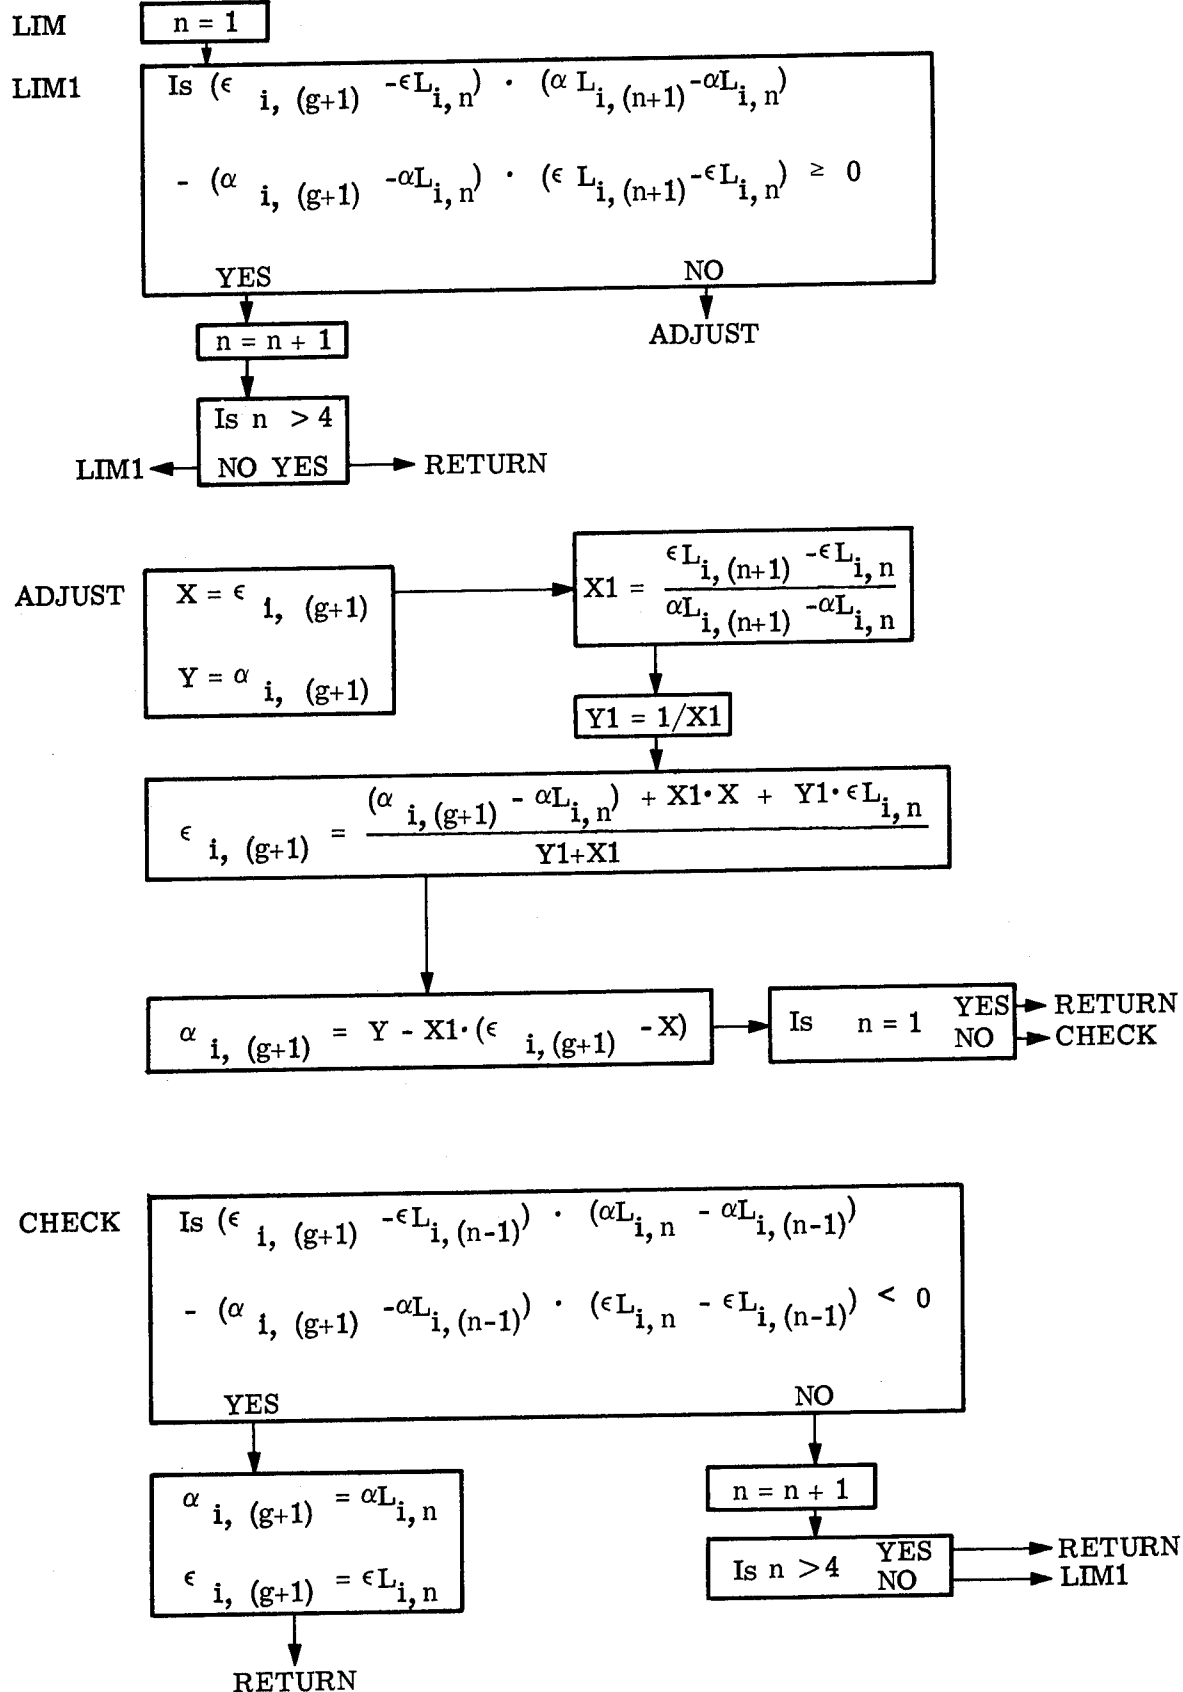 LIM n = 1
LIM1 Is (ϵ i, (g+1) -ϵL i, n) · (α L i, (n+1) -αL i, n)
- (α i, (g+1) -αL i, n) · (ϵ L i, (n+1) -ϵL i, n) ≥ 0
YES NO
n = n + 1 ADJUST
Is n > 4
LIM1 NO YES RETURN
ADJUST X = ϵ i, (g+1)
Y = α i, (g+1)
X1 = ϵL i, (n+1) -ϵL i, n
αL i, (n+1) -αL i, n
Y1 = 1/X1
ϵ i, (g+1) = (α i, (g+1) - αL i, n) + X1· X + Y1· ϵL i, n
Y1+X1
α i, (g+1) = Y - X1· (ϵ i, (g+1) -X)
Is n = 1 YES RETURN
NO CHECK
CHECK Is (ϵ i, (g+1) -ϵL i, (n-1)) · (αL i, n - αL i, (n-1))
- (α i, (g+1) -αL i, (n-1)) · (ϵL i, n - ϵL i, (n-1)) < 0
YES NO
α i, (g+1) = αL i, n
ϵ i, (g+1) = ϵL i, n
RETURN
n = n + 1
Is n >4 YES RETURN
NO LIM1